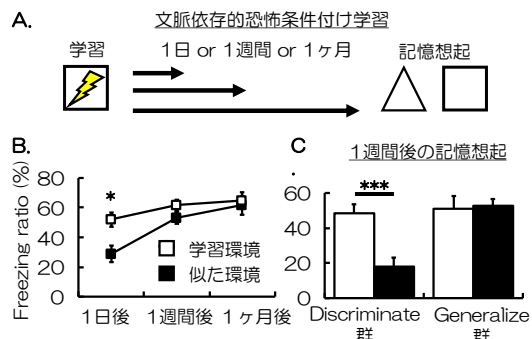 A.
文脈依存的恐怖条件付け学習
学習
1日 or 1週間 or 1ヶ月
記憶想起
B.
Freezing ratio (%)
80
60
40
20
0
*
学習環境
似た環境
1日後
1週間後
1ヶ月後
C
.
1週間後の記憶想起
60
40
20
0
***
Discriminate
群
Generalize
群